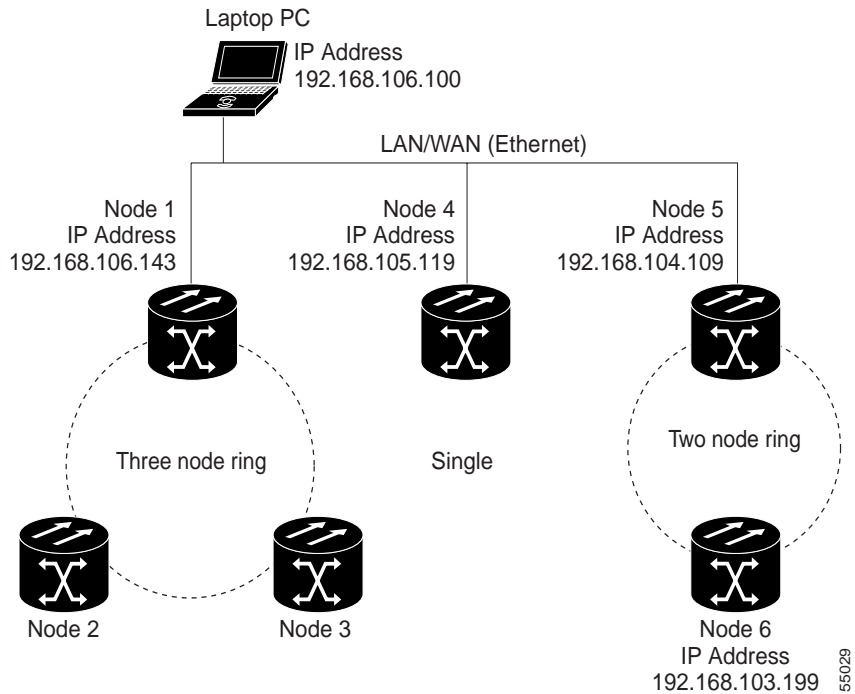 Laptop PC
IP Address
192.168.106.100
LAN/WAN (Ethernet)
Node 1
IP Address
192.168.106.143
Node 4
IP Address
192.168.105.119
Node 5
IP Address
192.168.104.109
Three node ring
Single
Two node ring
Node 2
Node 3
Node 6
IP Address
192.168.103.199
55029